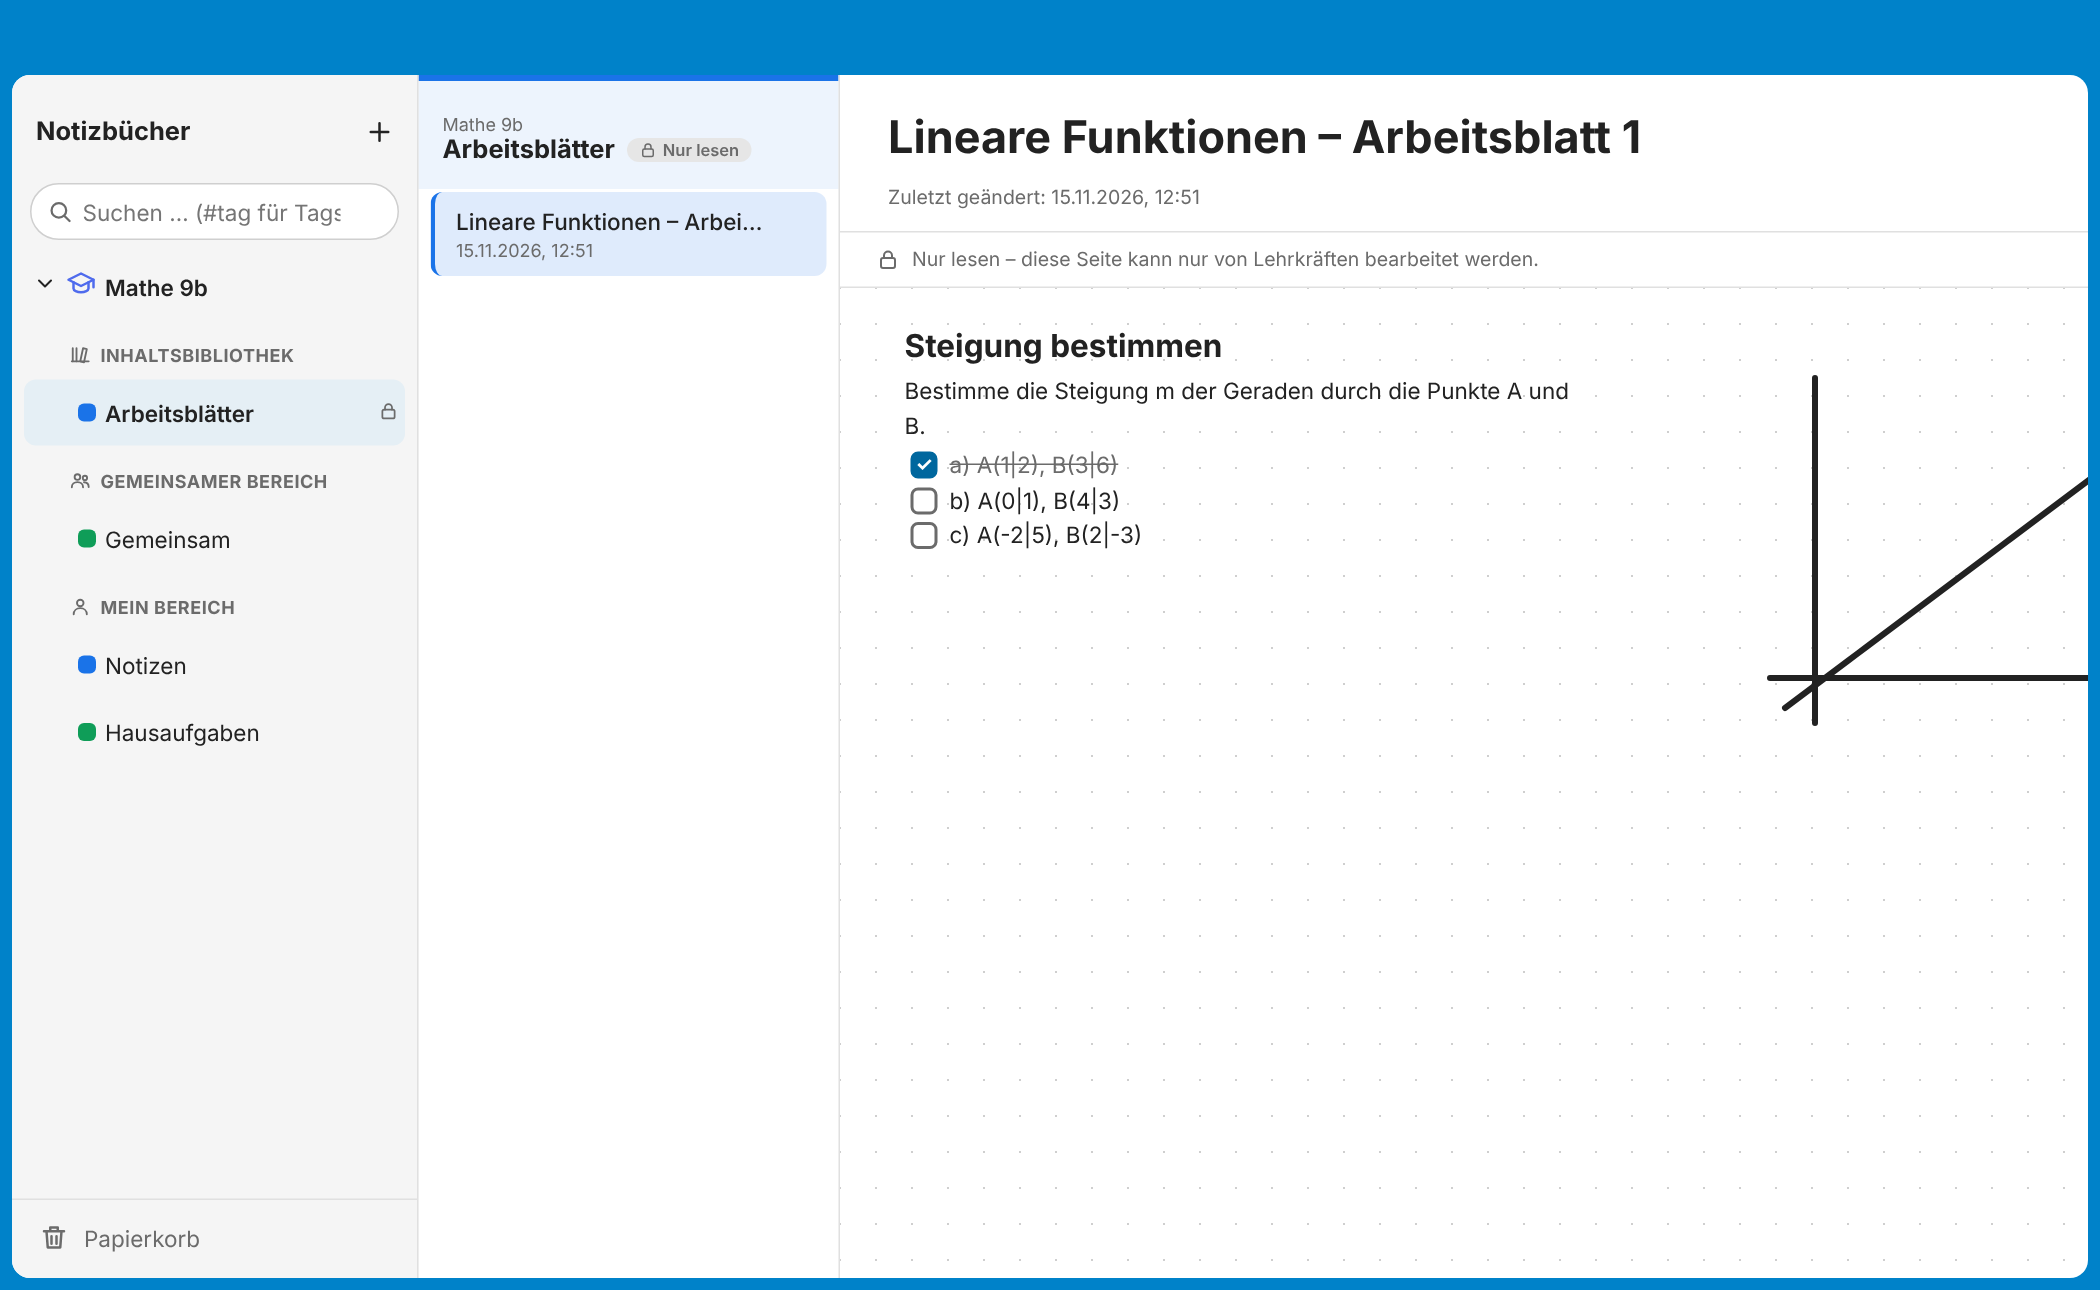 Notizbücher
Suchen ... (#tag für Tags
Mathe 9b
INHALTSBIBLIOTHEK
Arbeitsblätter
GEMEINSAMER BEREICH
Gemeinsam
MEIN BEREICH
Notizen
Hausaufgaben
Papierkorb
Mathe 9b
Arbeitsblätter Nur lesen
Lineare Funktionen – Arbei...
15.11.2026, 12:51
Lineare Funktionen – Arbeitsblatt 1
Zuletzt geändert: 15.11.2026, 12:51
Nur lesen – diese Seite kann nur von Lehrkräften bearbeitet werden.
Steigung bestimmen
Bestimme die Steigung m der Geraden durch die Punkte A und
B.
a) A(1|2), B(3|6)
b) A(0|1), B(4|3)
c) A(-2|5), B(2|-3)